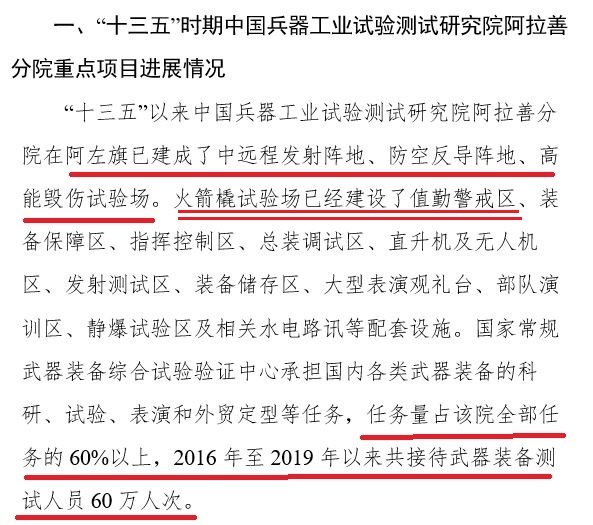 一、“十三五”时期中国兵器工业试验测试研究院阿拉善
分院重点项目进展情况
“十三五”以来中国兵器工业试验测试研究院阿拉善分
院在阿左旗已建成了中远程发射阵地、防空反导阵地、高
能毁伤试验场。火箭橇试验场已经建设了值勤警戒区、装
备保障区、指挥控制区、总装调试区、直升机及无人机
区、发射测试区、装备储存区、大型表演观礼台、部队演
训区、静爆试验区及相关水电路讯等配套设施。国家常规
武器装备综合试验验证中心承担国内各类武器装备的科
研、试验、表演和外贸定型等任务，任务量占该院全部任
务的 60%以上，2016 年至 2019 年以来共接待武器装备测
试人员 60 万人次。